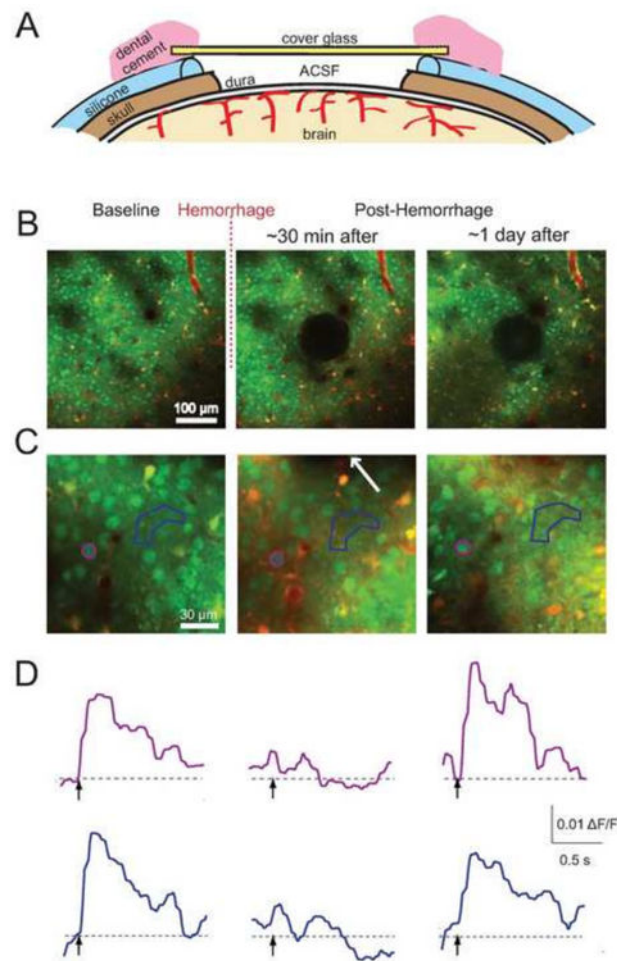 A
dental
cement
cover glass
ACSF
dura
silicone
skull
brain
B
Baseline Hemorrhage Post-Hemorrhage
~30 min after ~1 day after
100 µm
C
30 µm
D
0.01 ΔF/F
0.5 s